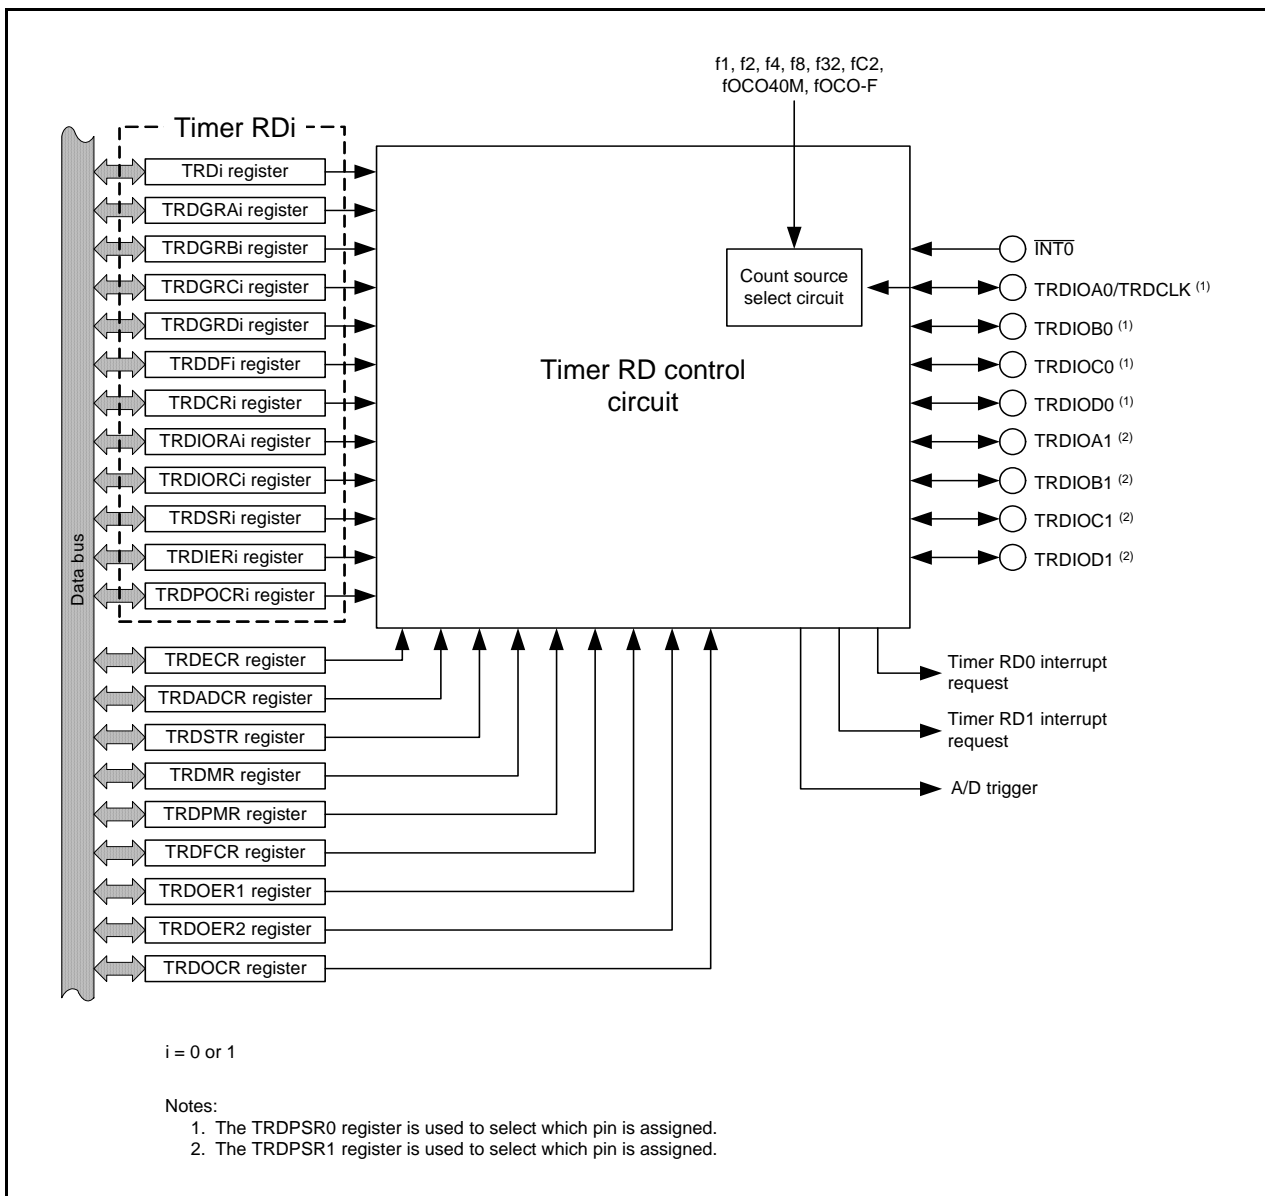 f1, f2, f4, f8, f32, fC2,
fOCO40M, fOCO-F
Timer RDi
TRDi register
TRDGRAi register
TRDGRBi register
TRDGRCi register
TRDGRDi register
TRDDFi register
TRDCRi register
TRDIORAi register
TRDIORCi register
TRDSRi register
TRDIERi register
TRDPOCRi register
Data bus
TRDECR register
TRDADCR register
TRDSTR register
TRDMR register
TRDPMR register
TRDFCR register
TRDOER1 register
TRDOER2 register
TRDOCR register
Count source
select circuit
Timer RD control
circuit
INT0
TRDIOA0/TRDCLK (1)
TRDIOB0 (1)
TRDIOC0 (1)
TRDIOD0 (1)
TRDIOA1 (2)
TRDIOB1 (2)
TRDIOC1 (2)
TRDIOD1 (2)
Timer RD0 interrupt
request
Timer RD1 interrupt
request
A/D trigger
i = 0 or 1
Notes:
1. The TRDPSR0 register is used to select which pin is assigned.
2. The TRDPSR1 register is used to select which pin is assigned.